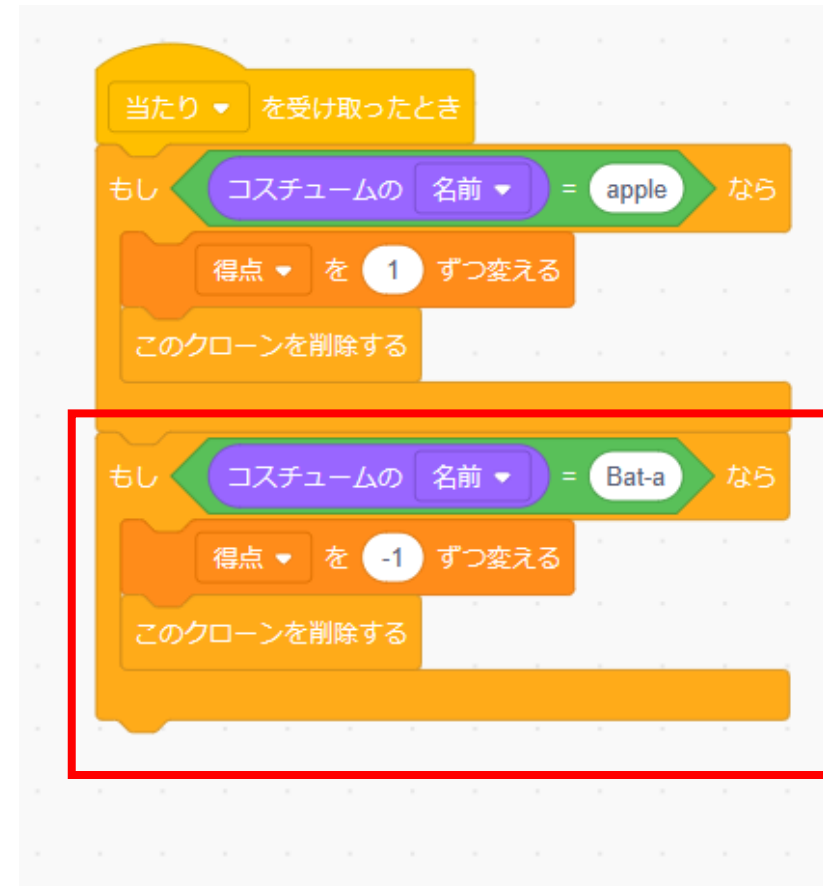 当たり を受け取ったとき
もし コスチュームの 名前 = apple なら
得点 を 1 ずつ変える
このクローンを削除する
もし コスチュームの 名前 = Bat-a なら
得点 を -1 ずつ変える
このクローンを削除する